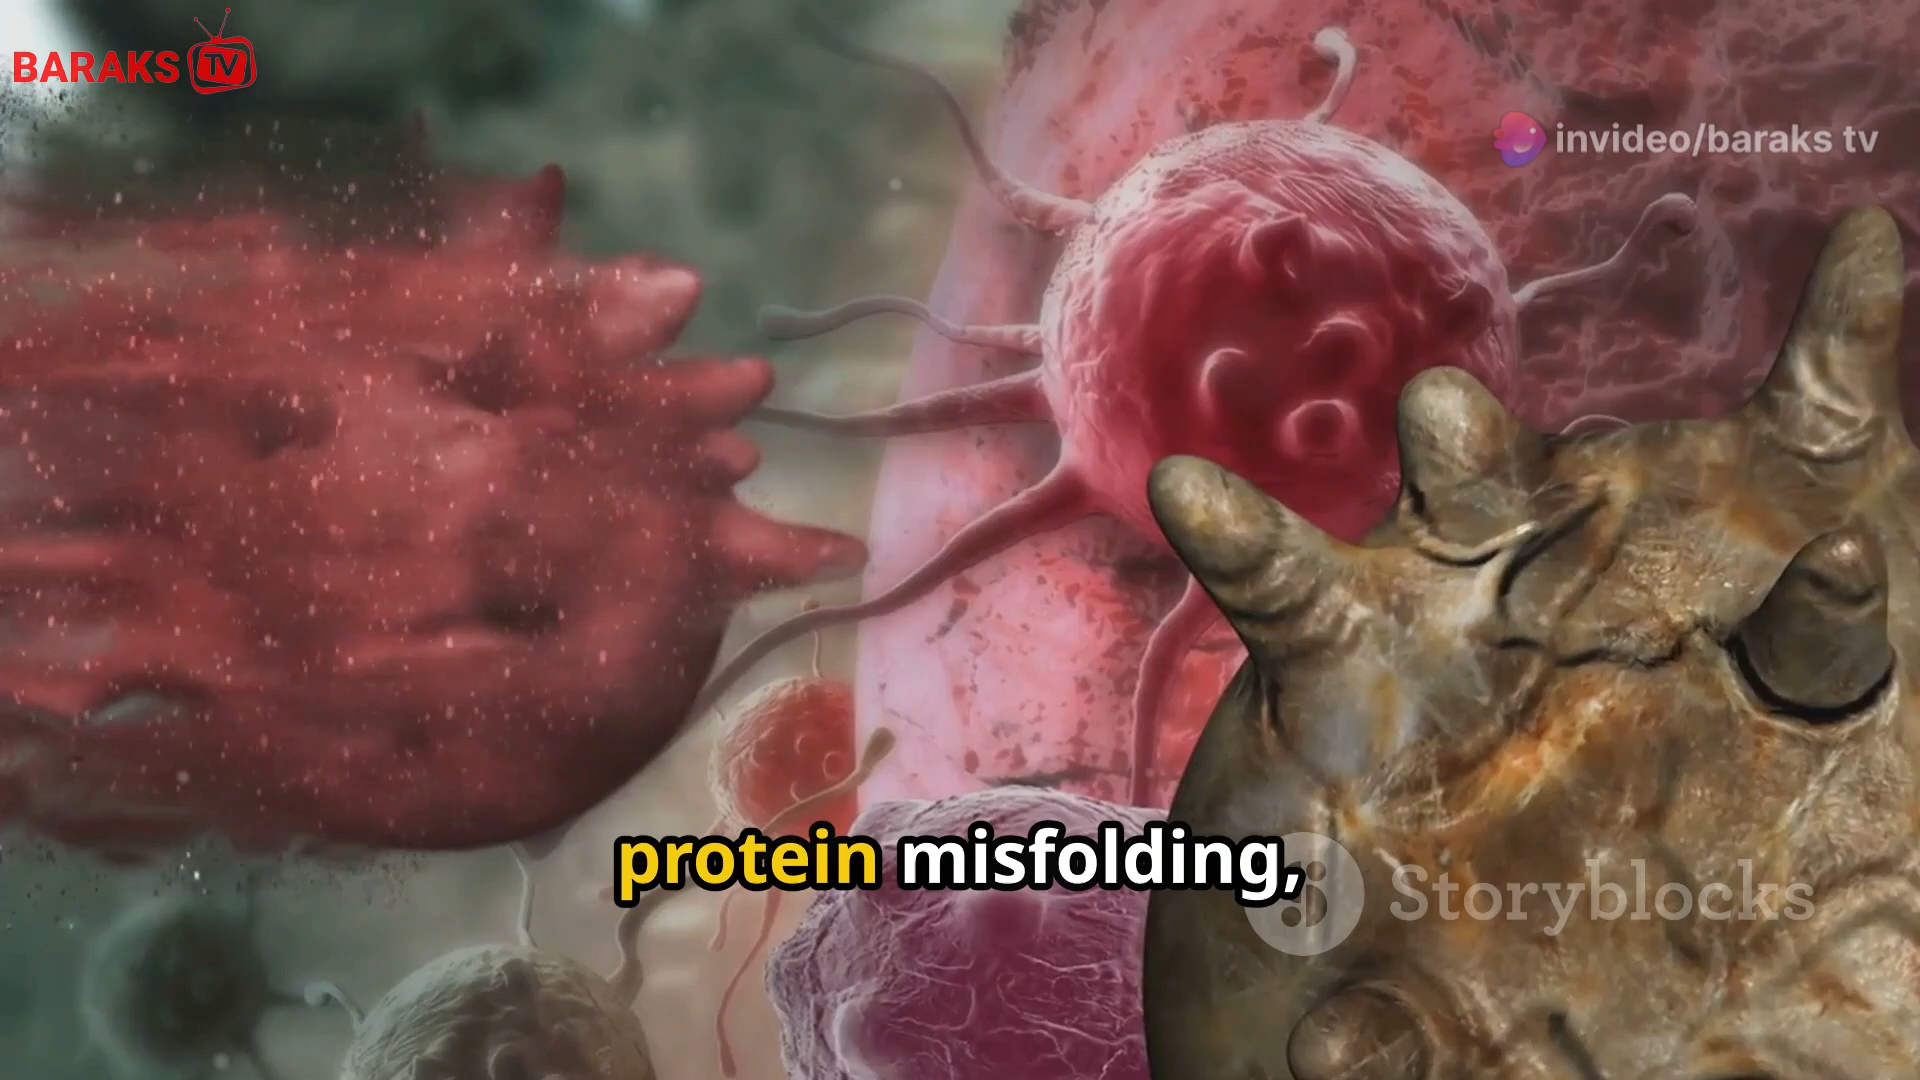 BARAKS TV
invideo/baraks tv
protein misfolding,
Storyblocks